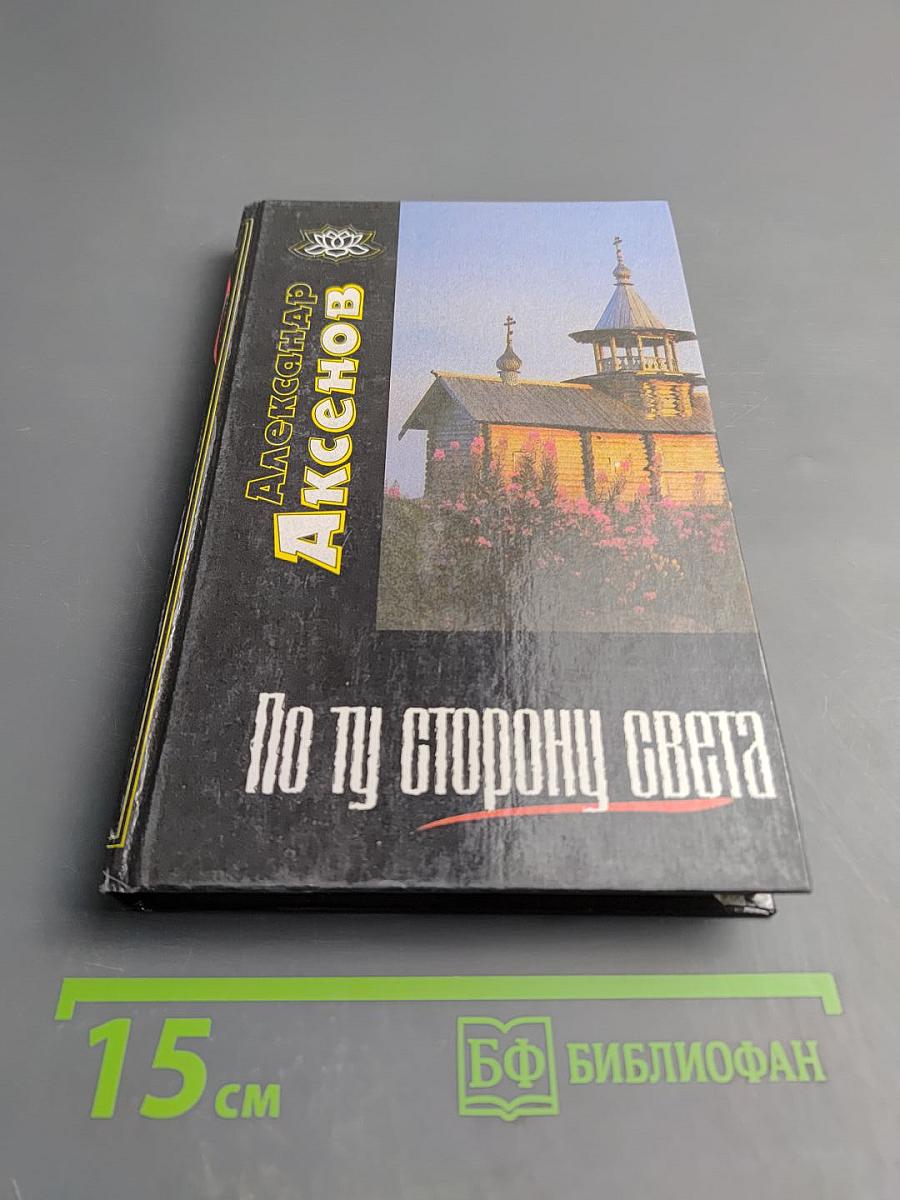 Александр
Аксенов
По ту сторону света
15 см
БФ БИБЛИОФАН